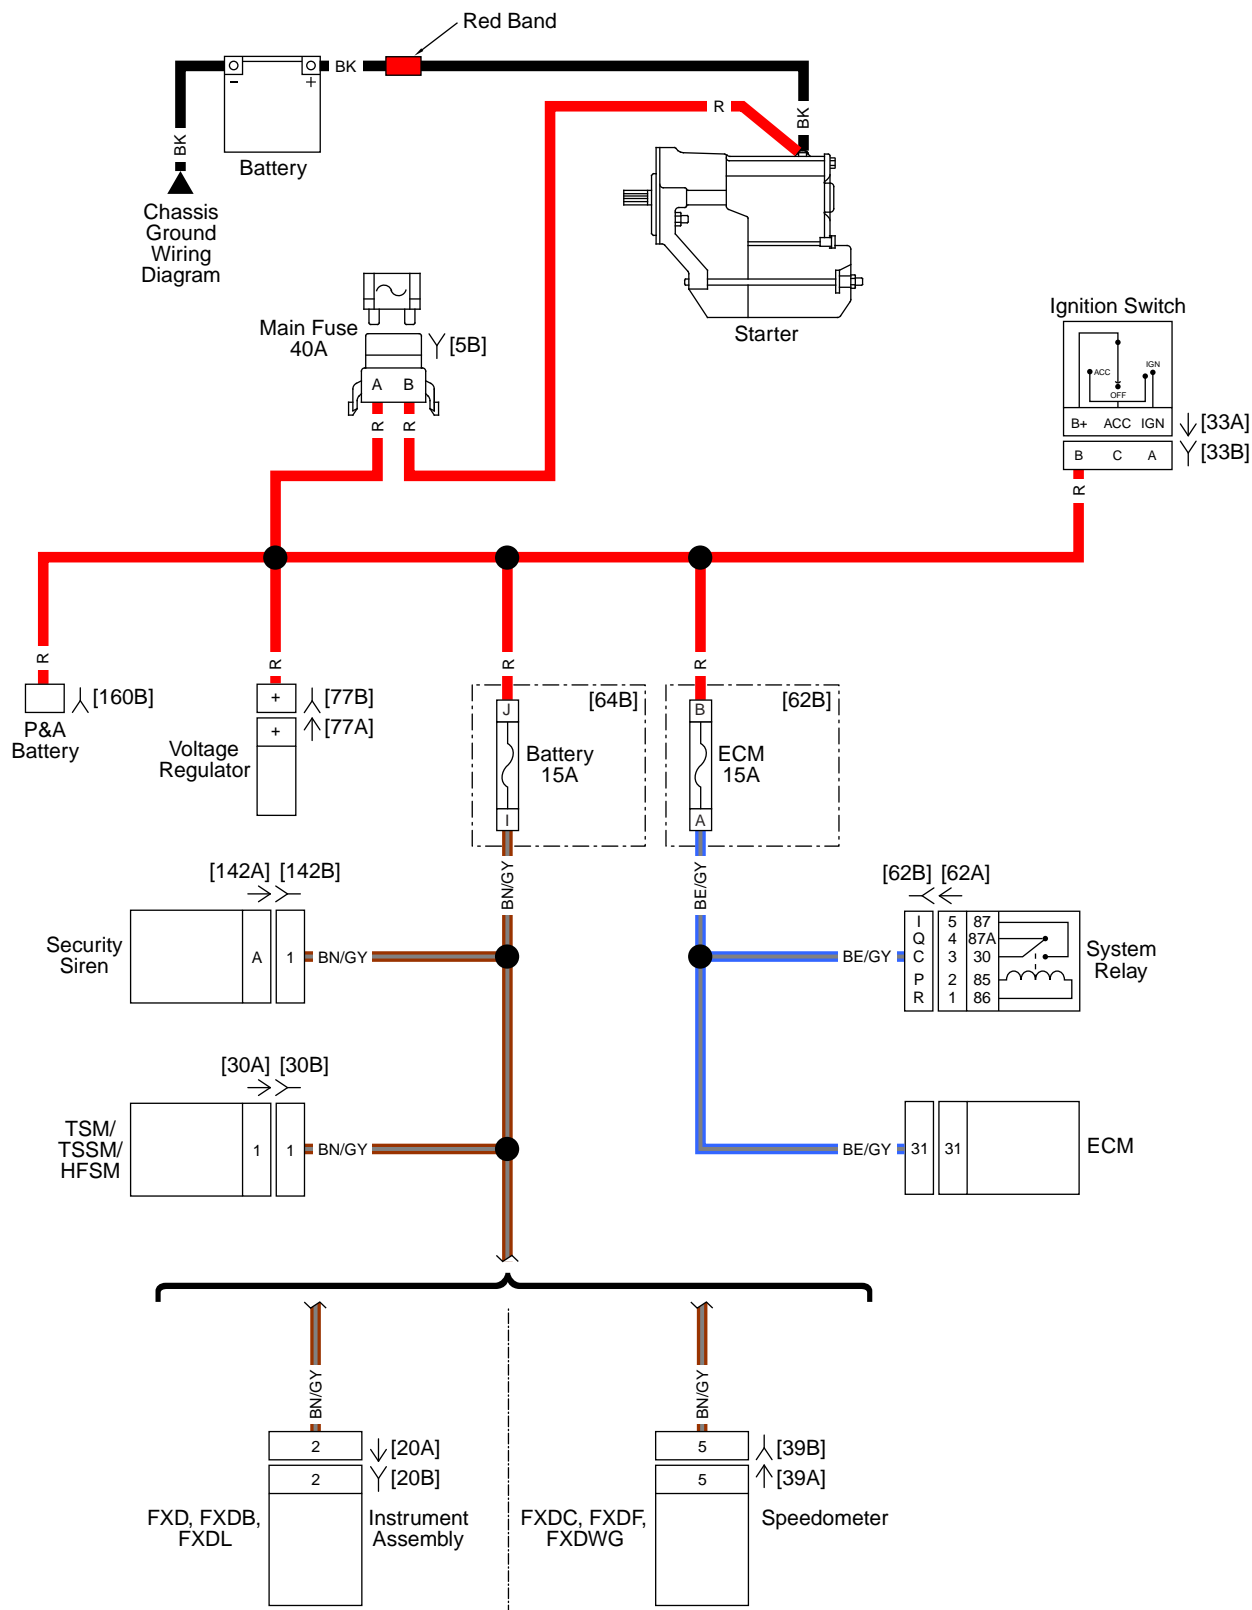 Red Band
BK
BK
BK
R
- +
Battery
Chassis
Ground
Wiring
Diagram
Starter
Main Fuse
40A
[5B]
A B
R R
Ignition Switch
ACC
IGN
OFF
B+ ACC IGN
[33A]
B C A
[33B]
R
R
R
R
R
[160B]
P&A
Battery
+
[77B]
+
[77A]
Voltage
Regulator
[64B]
J
Battery
15A
I
[62B]
B
ECM
15A
A
BN/GY
BE/GY
[142A] [142B]
Security
Siren
A 1
BN/GY
[62B] [62A]
I 5 87
Q 4 87A
C 3 30
P 2 85
R 1 86
BE/GY
System
Relay
[30A] [30B]
TSM/
TSSM/
HFSM
1 1
BN/GY
BE/GY
31 31
ECM
BN/GY
BN/GY
2
[20A]
2
[20B]
FXD, FXDB,
FXDL
Instrument
Assembly
5
[39B]
5
[39A]
FXDC, FXDF,
FXDWG
Speedometer